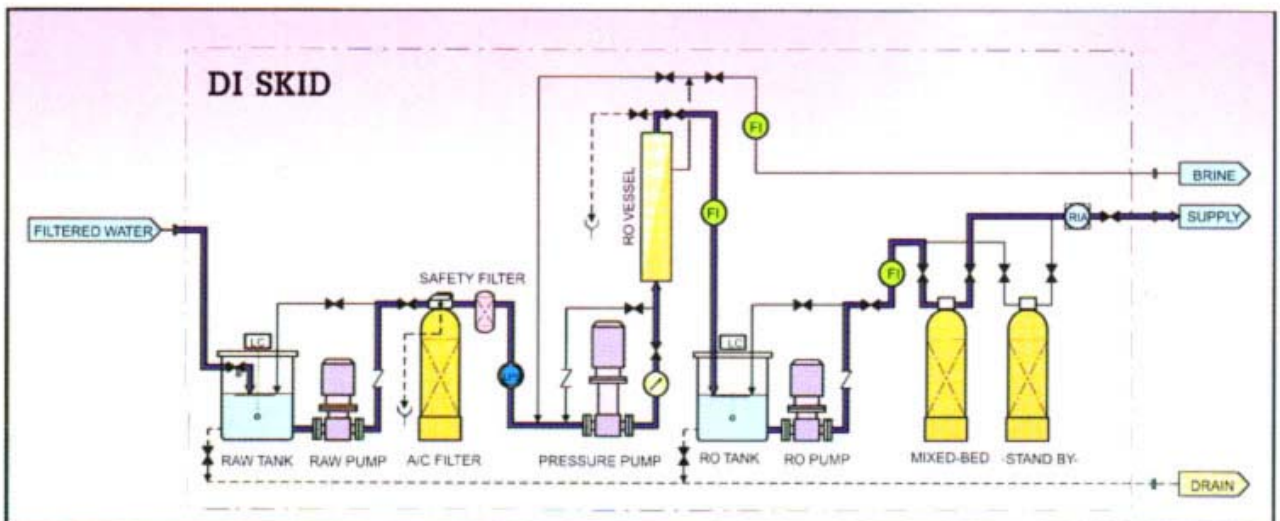 DI SKID
FI
BRINE
FILTERED WATER
RO VESSEL
FI
RIA
SUPPLY
SAFETY FILTER
FI
LC
LC
RAW TANK
RAW PUMP
A/C FILTER
PRESSURE PUMP
RO TANK
RO PUMP
MIXED-BED
-STAND BY-
DRAIN